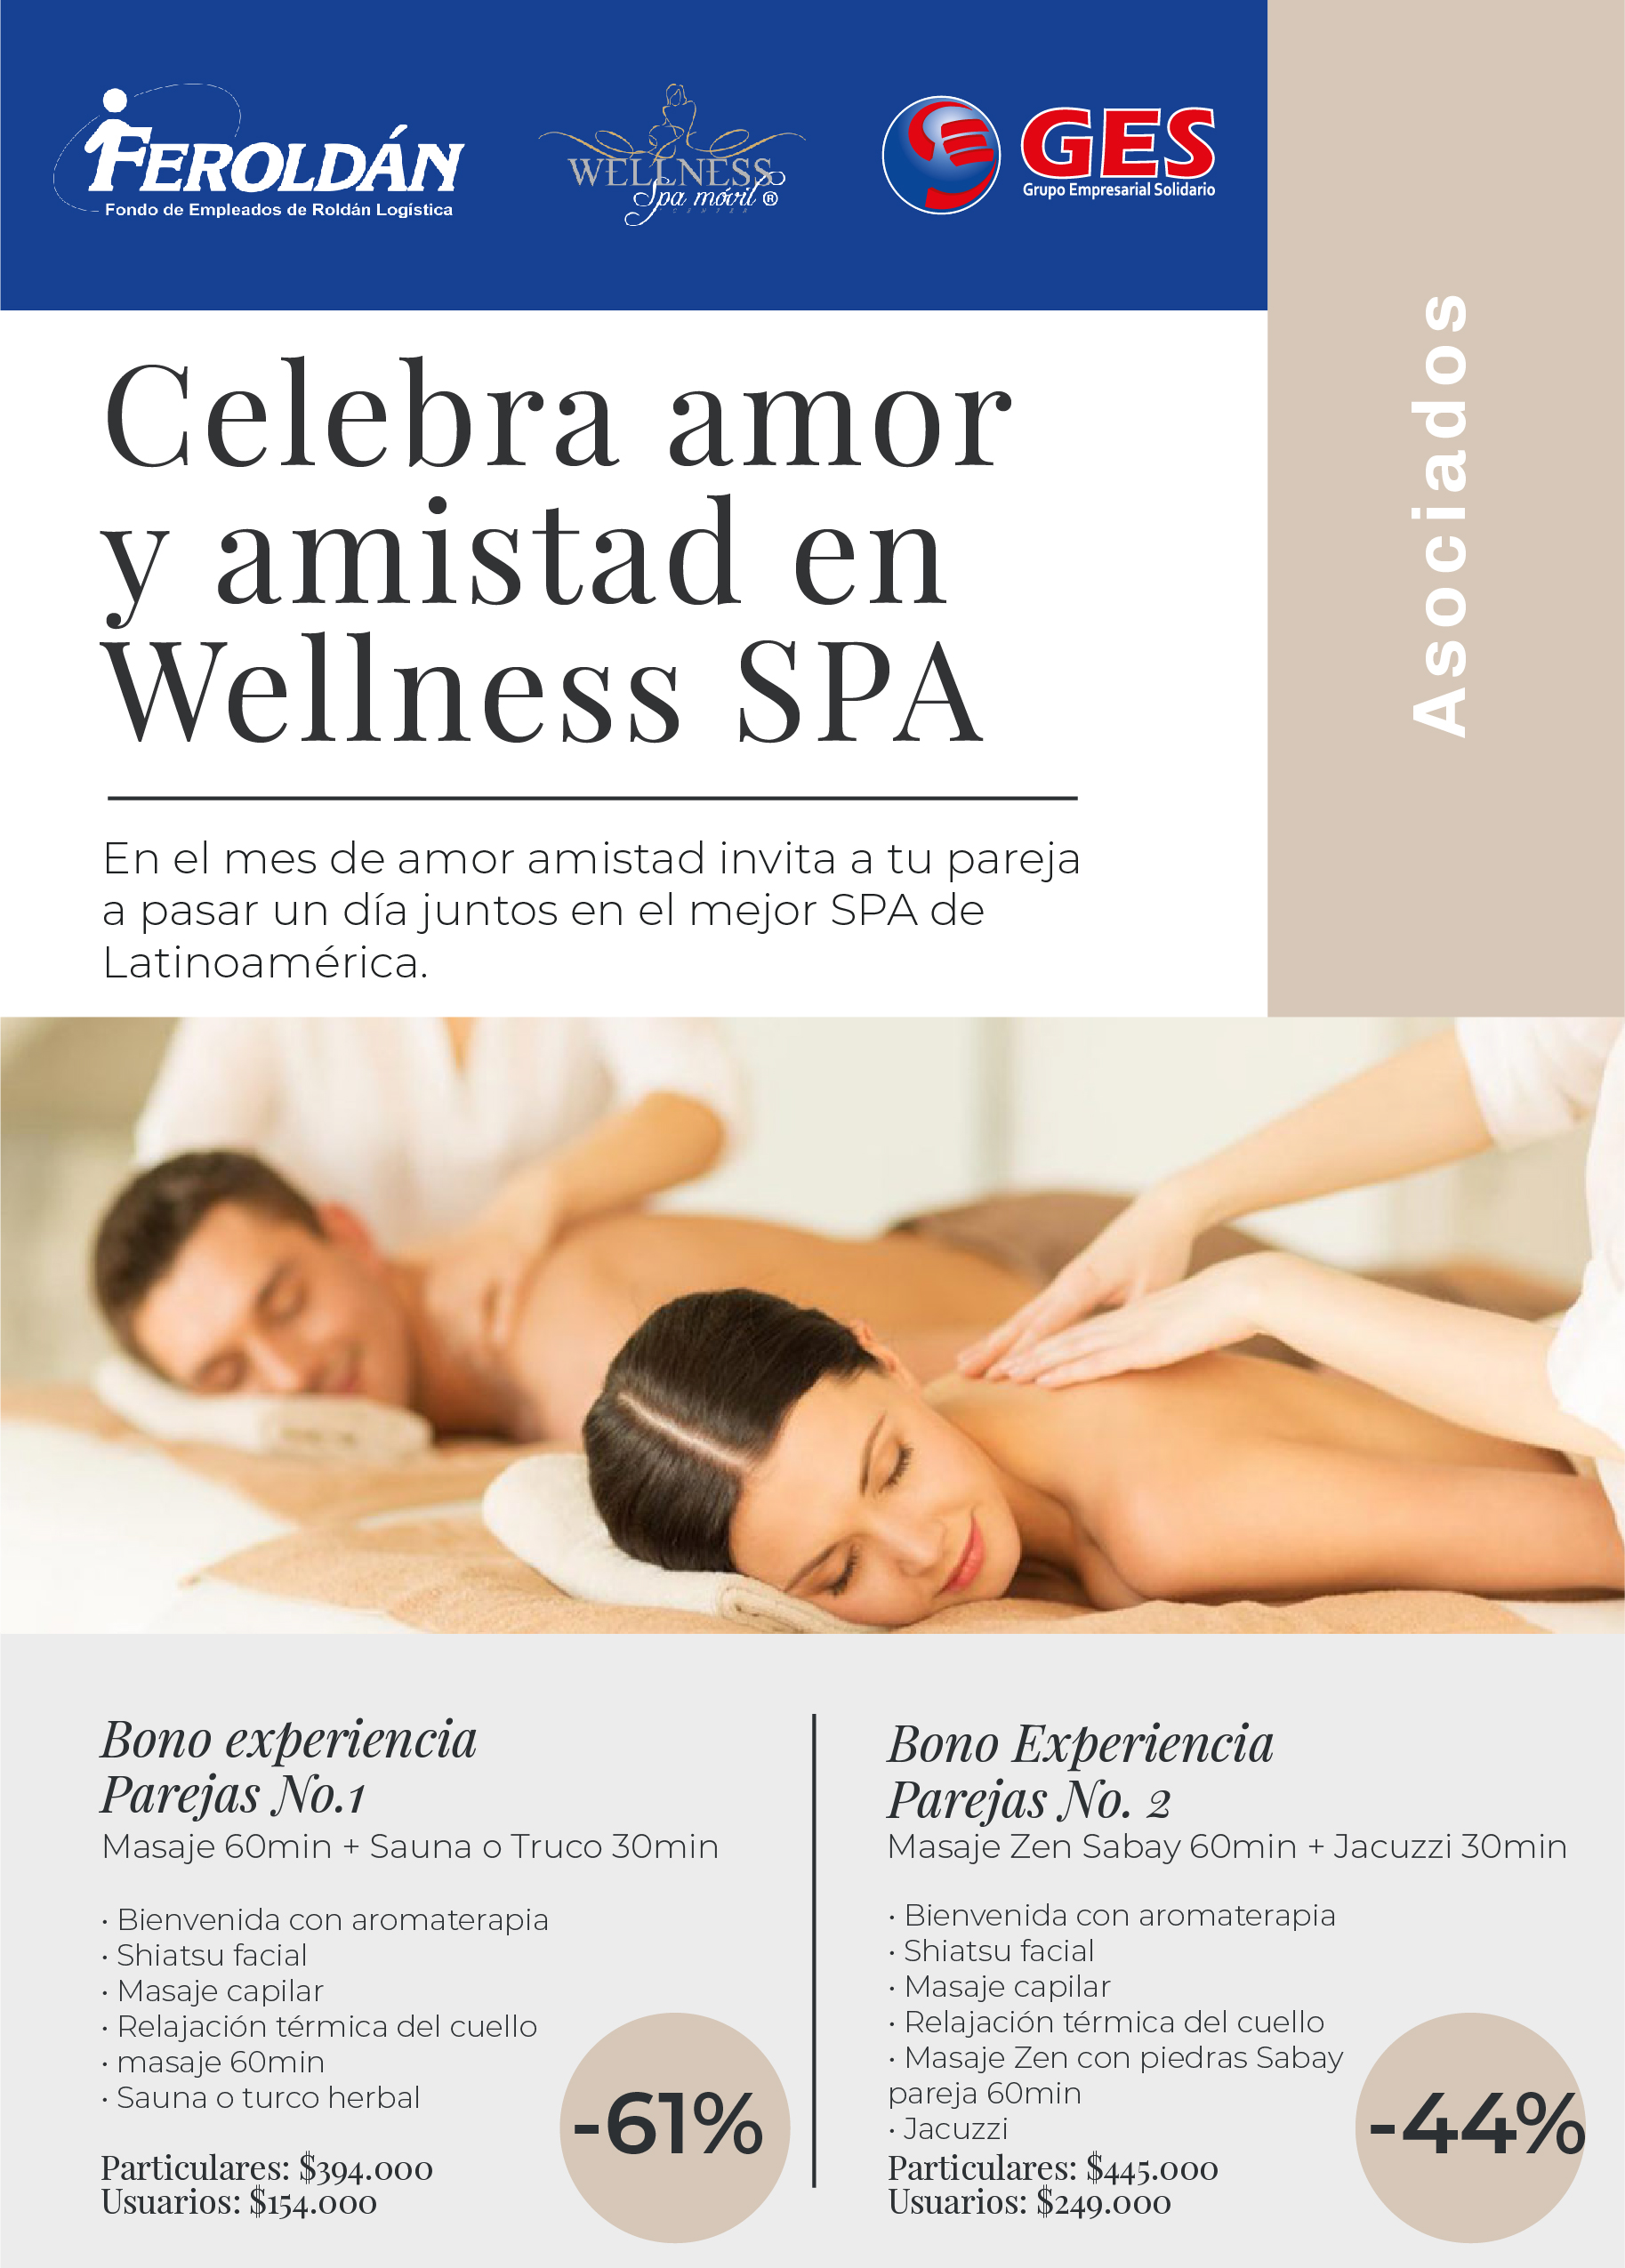 FEROLDÁN
Fondo de Empleados de Roldán Logística
WELLNESS
Spa móvil ®
CENTER
GES
Grupo Empresarial Solidario
Asociados
Celebra amor
y amistad en
Wellness SPA
En el mes de amor amistad invita a tu pareja
a pasar un día juntos en el mejor SPA de
Latinoamérica.
Bono experiencia
Parejas No.1
Masaje 60min + Sauna o Truco 30min
· Bienvenida con aromaterapia
· Shiatsu facial
· Masaje capilar
· Relajación térmica del cuello
· masaje 60min
· Sauna o turco herbal
Particulares: $394.000
Usuarios: $154.000
-61%
Bono Experiencia
Parejas No. 2
Masaje Zen Sabay 60min + Jacuzzi 30min
· Bienvenida con aromaterapia
· Shiatsu facial
· Masaje capilar
· Relajación térmica del cuello
· Masaje Zen con piedras Sabay
pareja 60min
· Jacuzzi
Particulares: $445.000
Usuarios: $249.000
-44%